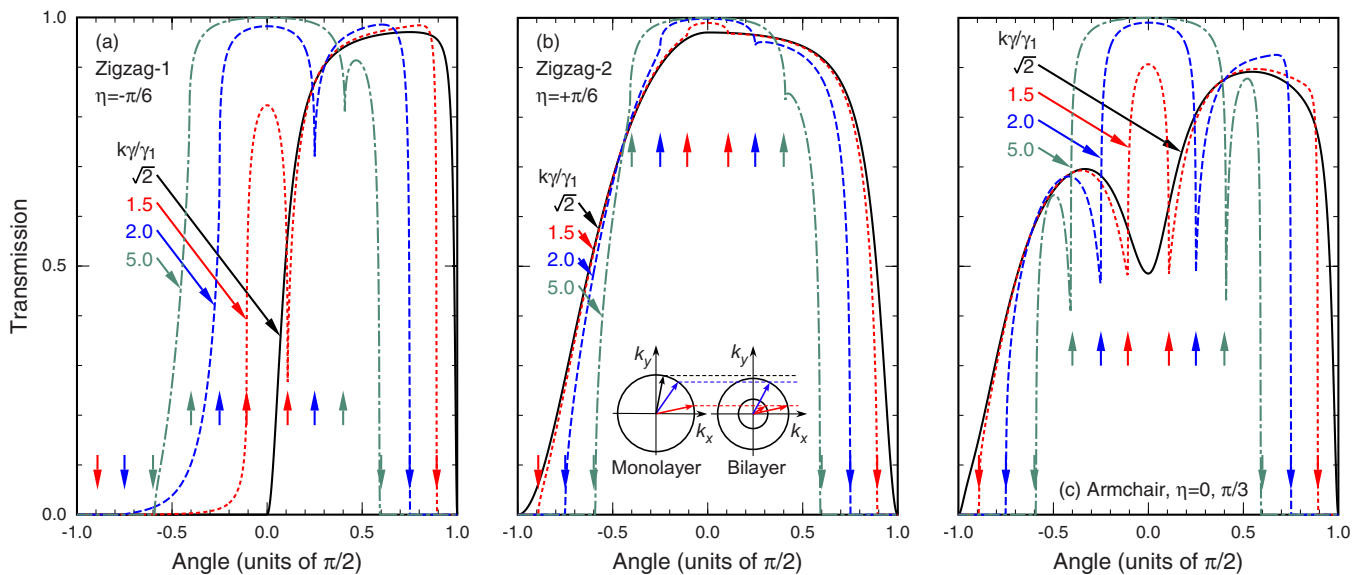 Transmission
1.0
0.5
0.0
(a)
Zigzag-1
η=-π/6
kγ/γ1
√2
1.5
2.0
5.0
-1.0
-0.5
0.0
0.5
1.0
Angle (units of π/2)
(b)
Zigzag-2
η=+π/6
kγ/γ1
√2
1.5
2.0
5.0
ky
kx
Monolayer
ky
kx
Bilayer
-1.0
-0.5
0.0
0.5
1.0
Angle (units of π/2)
kγ/γ1
√2
1.5
2.0
5.0
(c) Armchair, η=0, π/3
-1.0
-0.5
0.0
0.5
1.0
Angle (units of π/2)